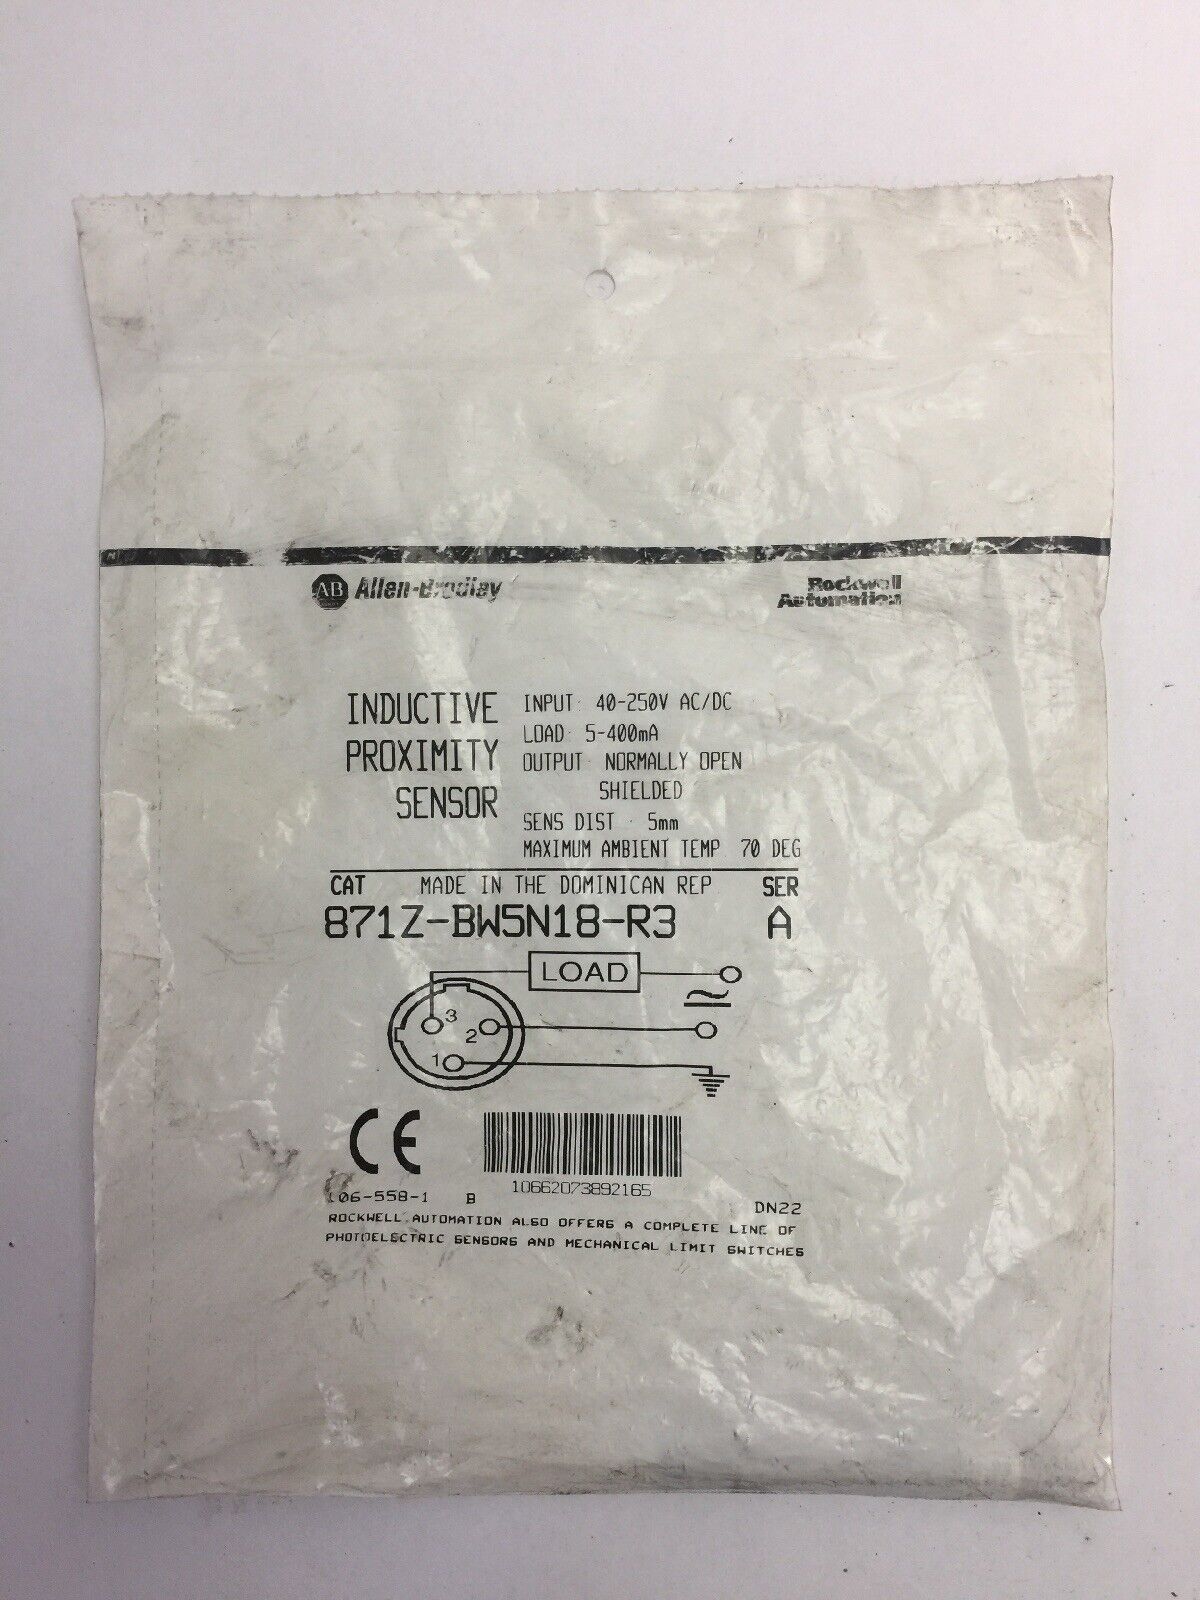 AB Allen-Bradley
Rockwell
Automation
INDUCTIVE
PROXIMITY
SENSOR
INPUT: 40-250V AC/DC
LOAD: 5-400mA
OUTPUT: NORMALLY OPEN
SHIELDED
SENS DIST : 5mm
MAXIMUM AMBIENT TEMP 70 DEG
CAT MADE IN THE DOMINICAN REP SER
871Z-BW5N18-R3 A
LOAD
3
2
1
CE
10662073892165
106-558-1 B
DN22
ROCKWELL AUTOMATION ALSO OFFERS A COMPLETE LINE OF
PHOTOELECTRIC SENSORS AND MECHANICAL LIMIT SWITCHES